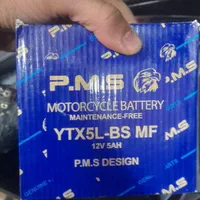 P.M.S
MOTORCYCLE BATTERY
MAINTENANCE-FREE
YTX5L-BS MF
12V 5AH
P.M.S DESIGN